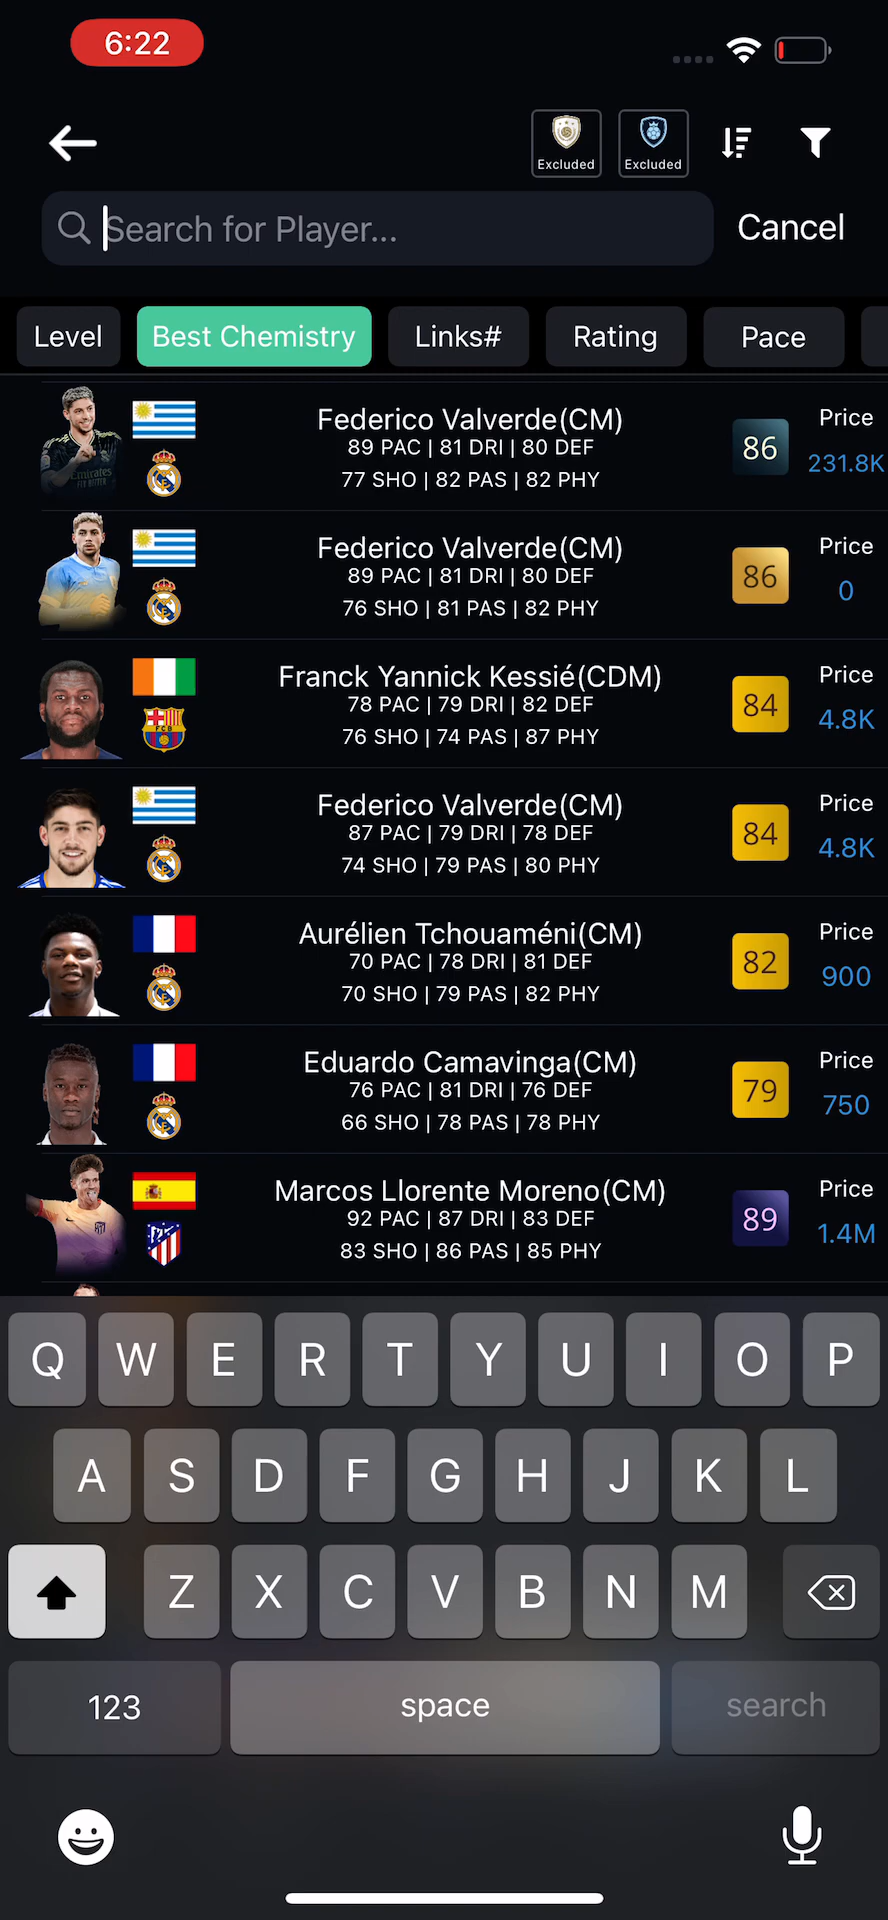 6:22
Excluded
Excluded
Search for Player...
Cancel
Level
Best Chemistry
Links#
Rating
Pace
Federico Valverde(CM)
89 PAC | 81 DRI | 80 DEF
77 SHO | 82 PAS | 82 PHY
86
Price
231.8K
Federico Valverde(CM)
89 PAC | 81 DRI | 80 DEF
76 SHO | 81 PAS | 82 PHY
86
Price
0
Franck Yannick Kessié(CDM)
78 PAC | 79 DRI | 82 DEF
76 SHO | 74 PAS | 87 PHY
84
Price
4.8K
Federico Valverde(CM)
87 PAC | 79 DRI | 78 DEF
74 SHO | 79 PAS | 80 PHY
84
Price
4.8K
Aurélien Tchouaméni(CM)
70 PAC | 78 DRI | 81 DEF
70 SHO | 79 PAS | 82 PHY
82
Price
900
Eduardo Camavinga(CM)
76 PAC | 81 DRI | 76 DEF
66 SHO | 78 PAS | 78 PHY
79
Price
750
Marcos Llorente Moreno(CM)
92 PAC | 87 DRI | 83 DEF
83 SHO | 86 PAS | 85 PHY
89
Price
1.4M
Q W E R T Y U I O P
A S D F G H J K L
Z X C V B N M
123
space
search